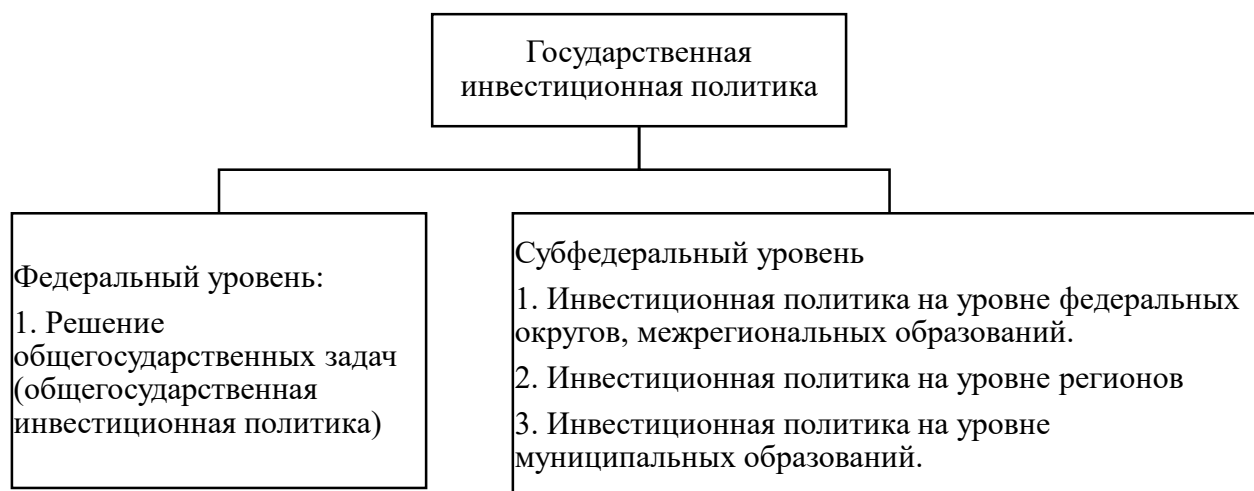 Государственная
инвестиционная политика
Федеральный уровень:
1. Решение
общегосударственных задач
(общегосударственная
инвестиционная политика)
Субфедеральный уровень
1. Инвестиционная политика на уровне федеральных
округов, межрегиональных образований.
2. Инвестиционная политика на уровне регионов
3. Инвестиционная политика на уровне
муниципальных образований.